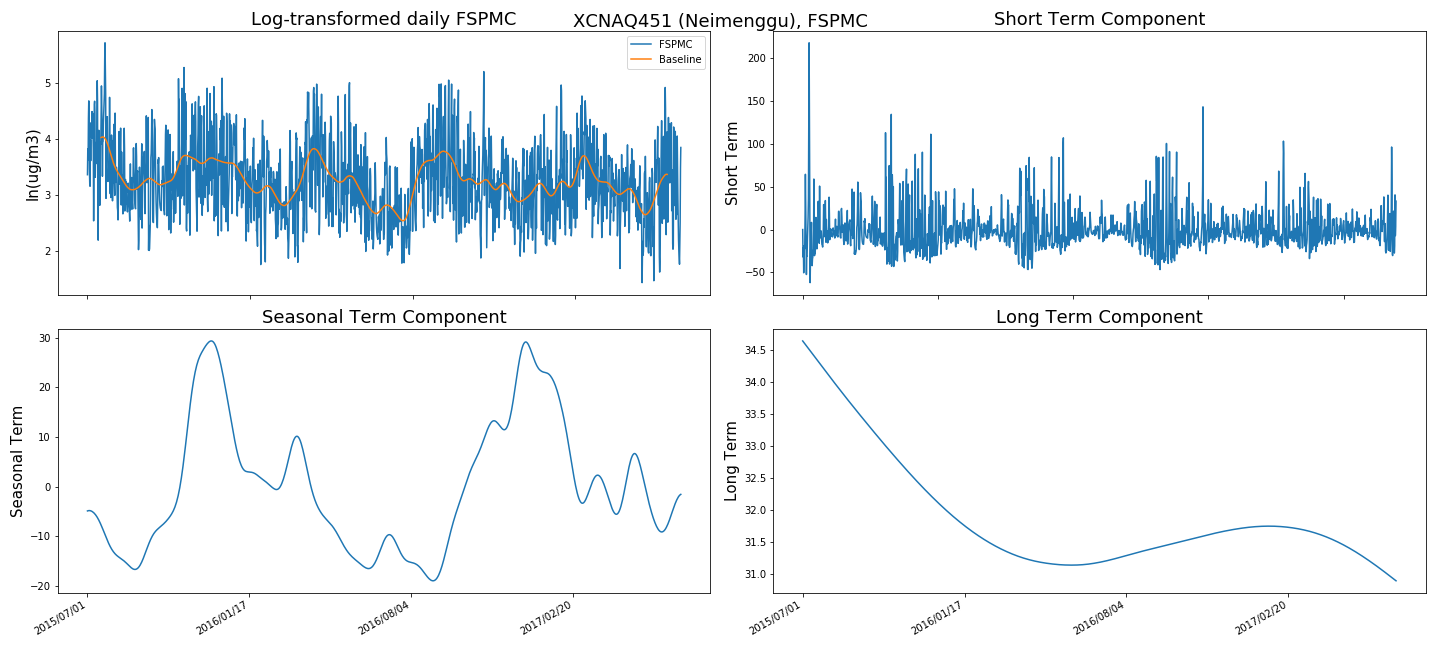 XCNAQ451 (Neimenggu), FSPMC
Log-transformed daily FSPMC
ln(ug/m3)
5
4
3
2
FSPMC
Baseline
Short Term Component
Short Term
200
150
100
50
0
−50
Seasonal Term Component
Seasonal Term
30
20
10
0
−10
−20
2015/07/01
2016/01/17
2016/08/04
2017/02/20
Long Term Component
Long Term
34.5
34.0
33.5
33.0
32.5
32.0
31.5
31.0
2015/07/01
2016/01/17
2016/08/04
2017/02/20